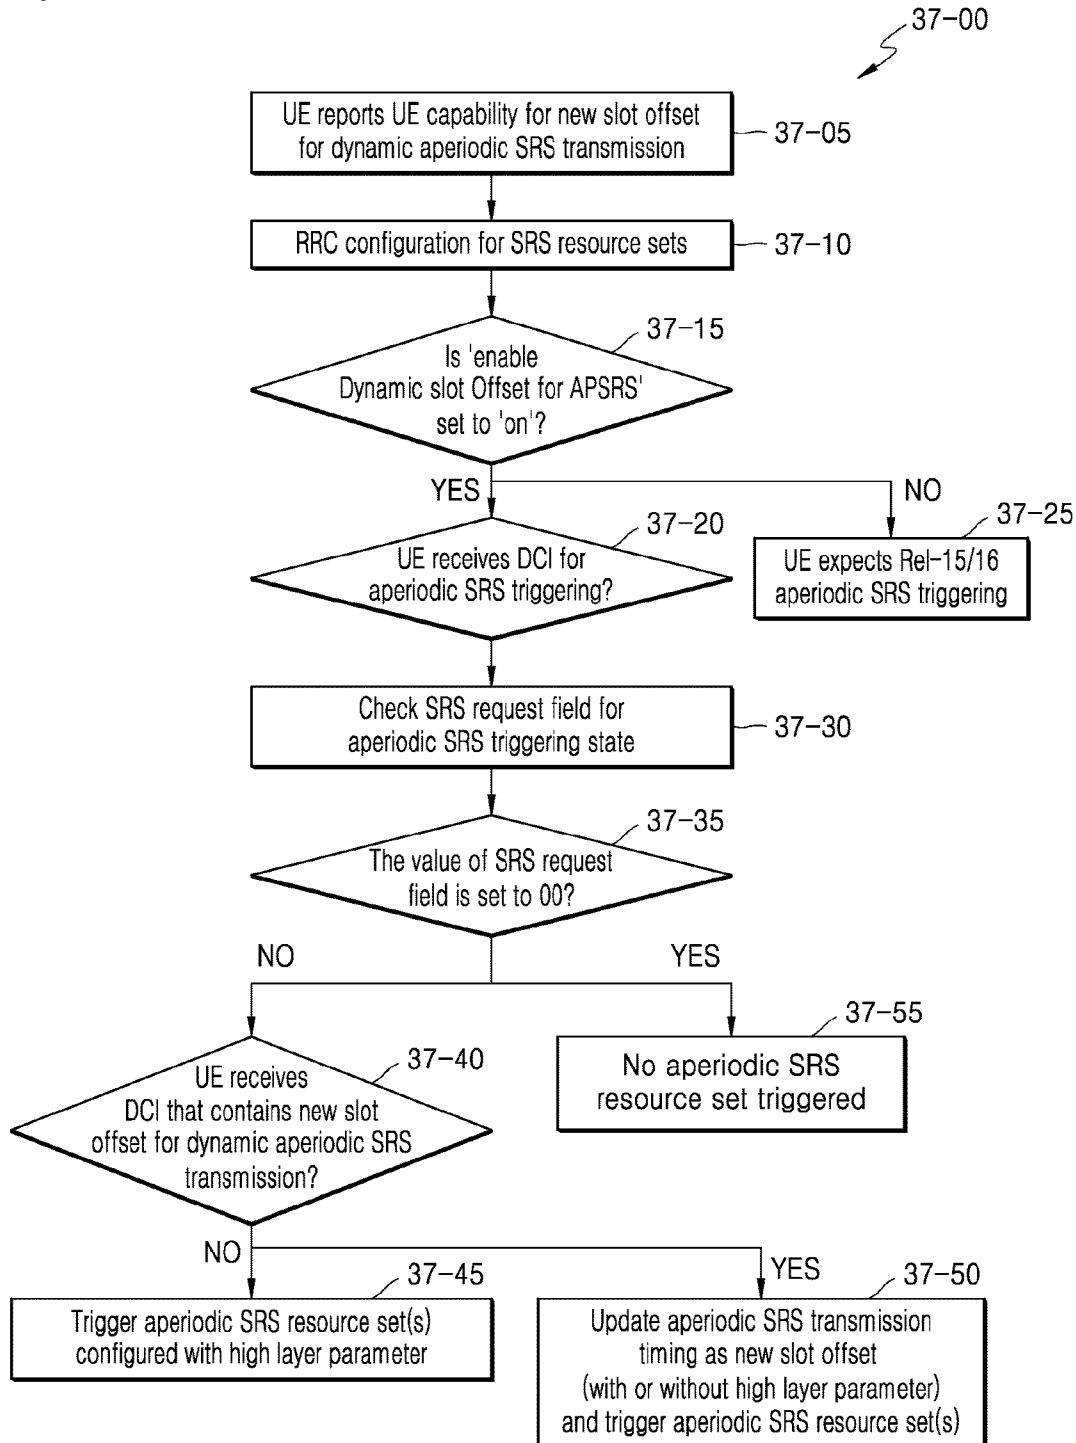 37-00
UE reports UE capability for new slot offset
for dynamic aperiodic SRS transmission
37-05
RRC configuration for SRS resource sets
37-10
37-15
Is 'enable
Dynamic slot Offset for APSRS'
set to 'on'?
YES
NO
37-20
37-25
UE receives DCI for
aperiodic SRS triggering?
UE expects Rel-15/16
aperiodic SRS triggering
Check SRS request field for
aperiodic SRS triggering state
37-30
37-35
The value of SRS request
field is set to 00?
NO
YES
37-40
37-55
UE receives
DCI that contains new slot
offset for dynamic aperiodic SRS
transmission?
No aperiodic SRS
resource set triggered
NO
YES
37-45
37-50
Trigger aperiodic SRS resource set(s)
configured with high layer parameter
Update aperiodic SRS transmission
timing as new slot offset
(with or without high layer parameter)
and trigger aperiodic SRS resource set(s)